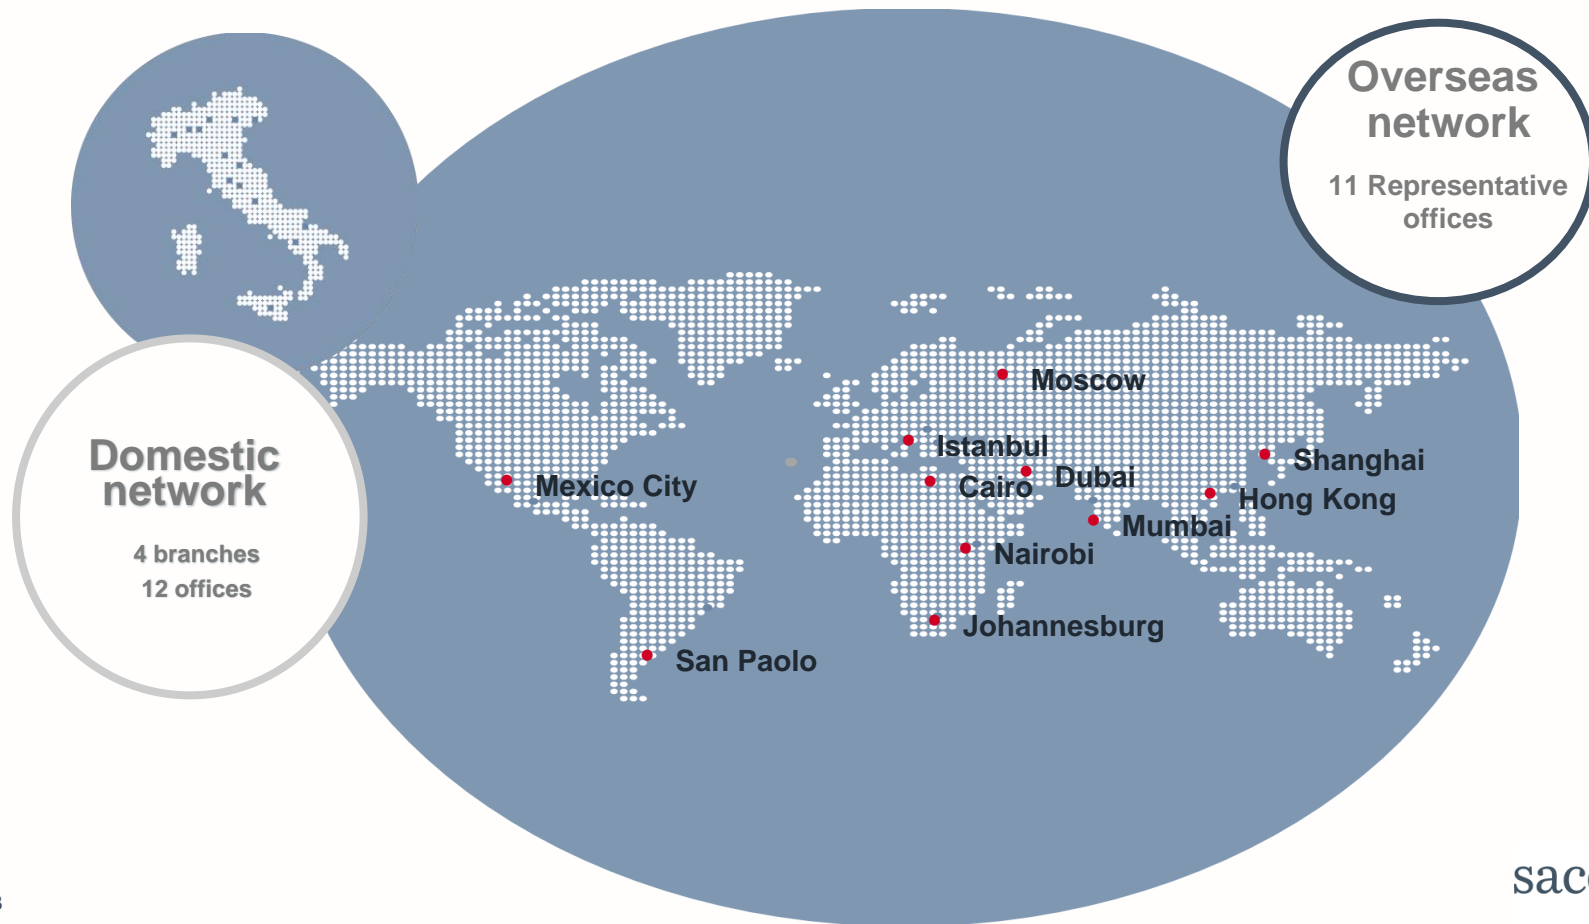 Overseas
network
11 Representative
offices
Moscow
Istanbul
Shanghai
Dubai
Mexico City
Cairo
Hong Kong
Mumbai
Nairobi
Johannesburg
San Paolo
Domestic
network
4 branches
12 offices